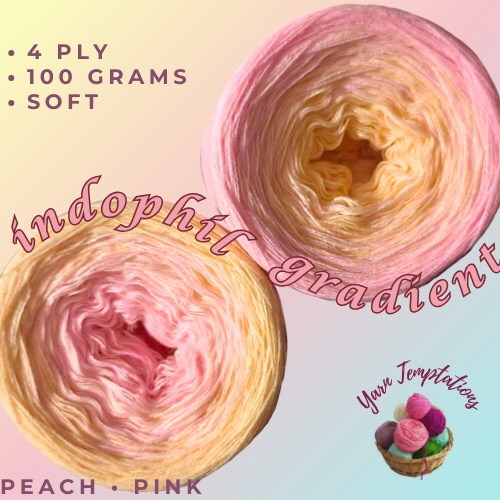 • 4 PLY
• 100 GRAMS
• SOFT
indophil gradient
Yarn Temptations
PEACH • PINK